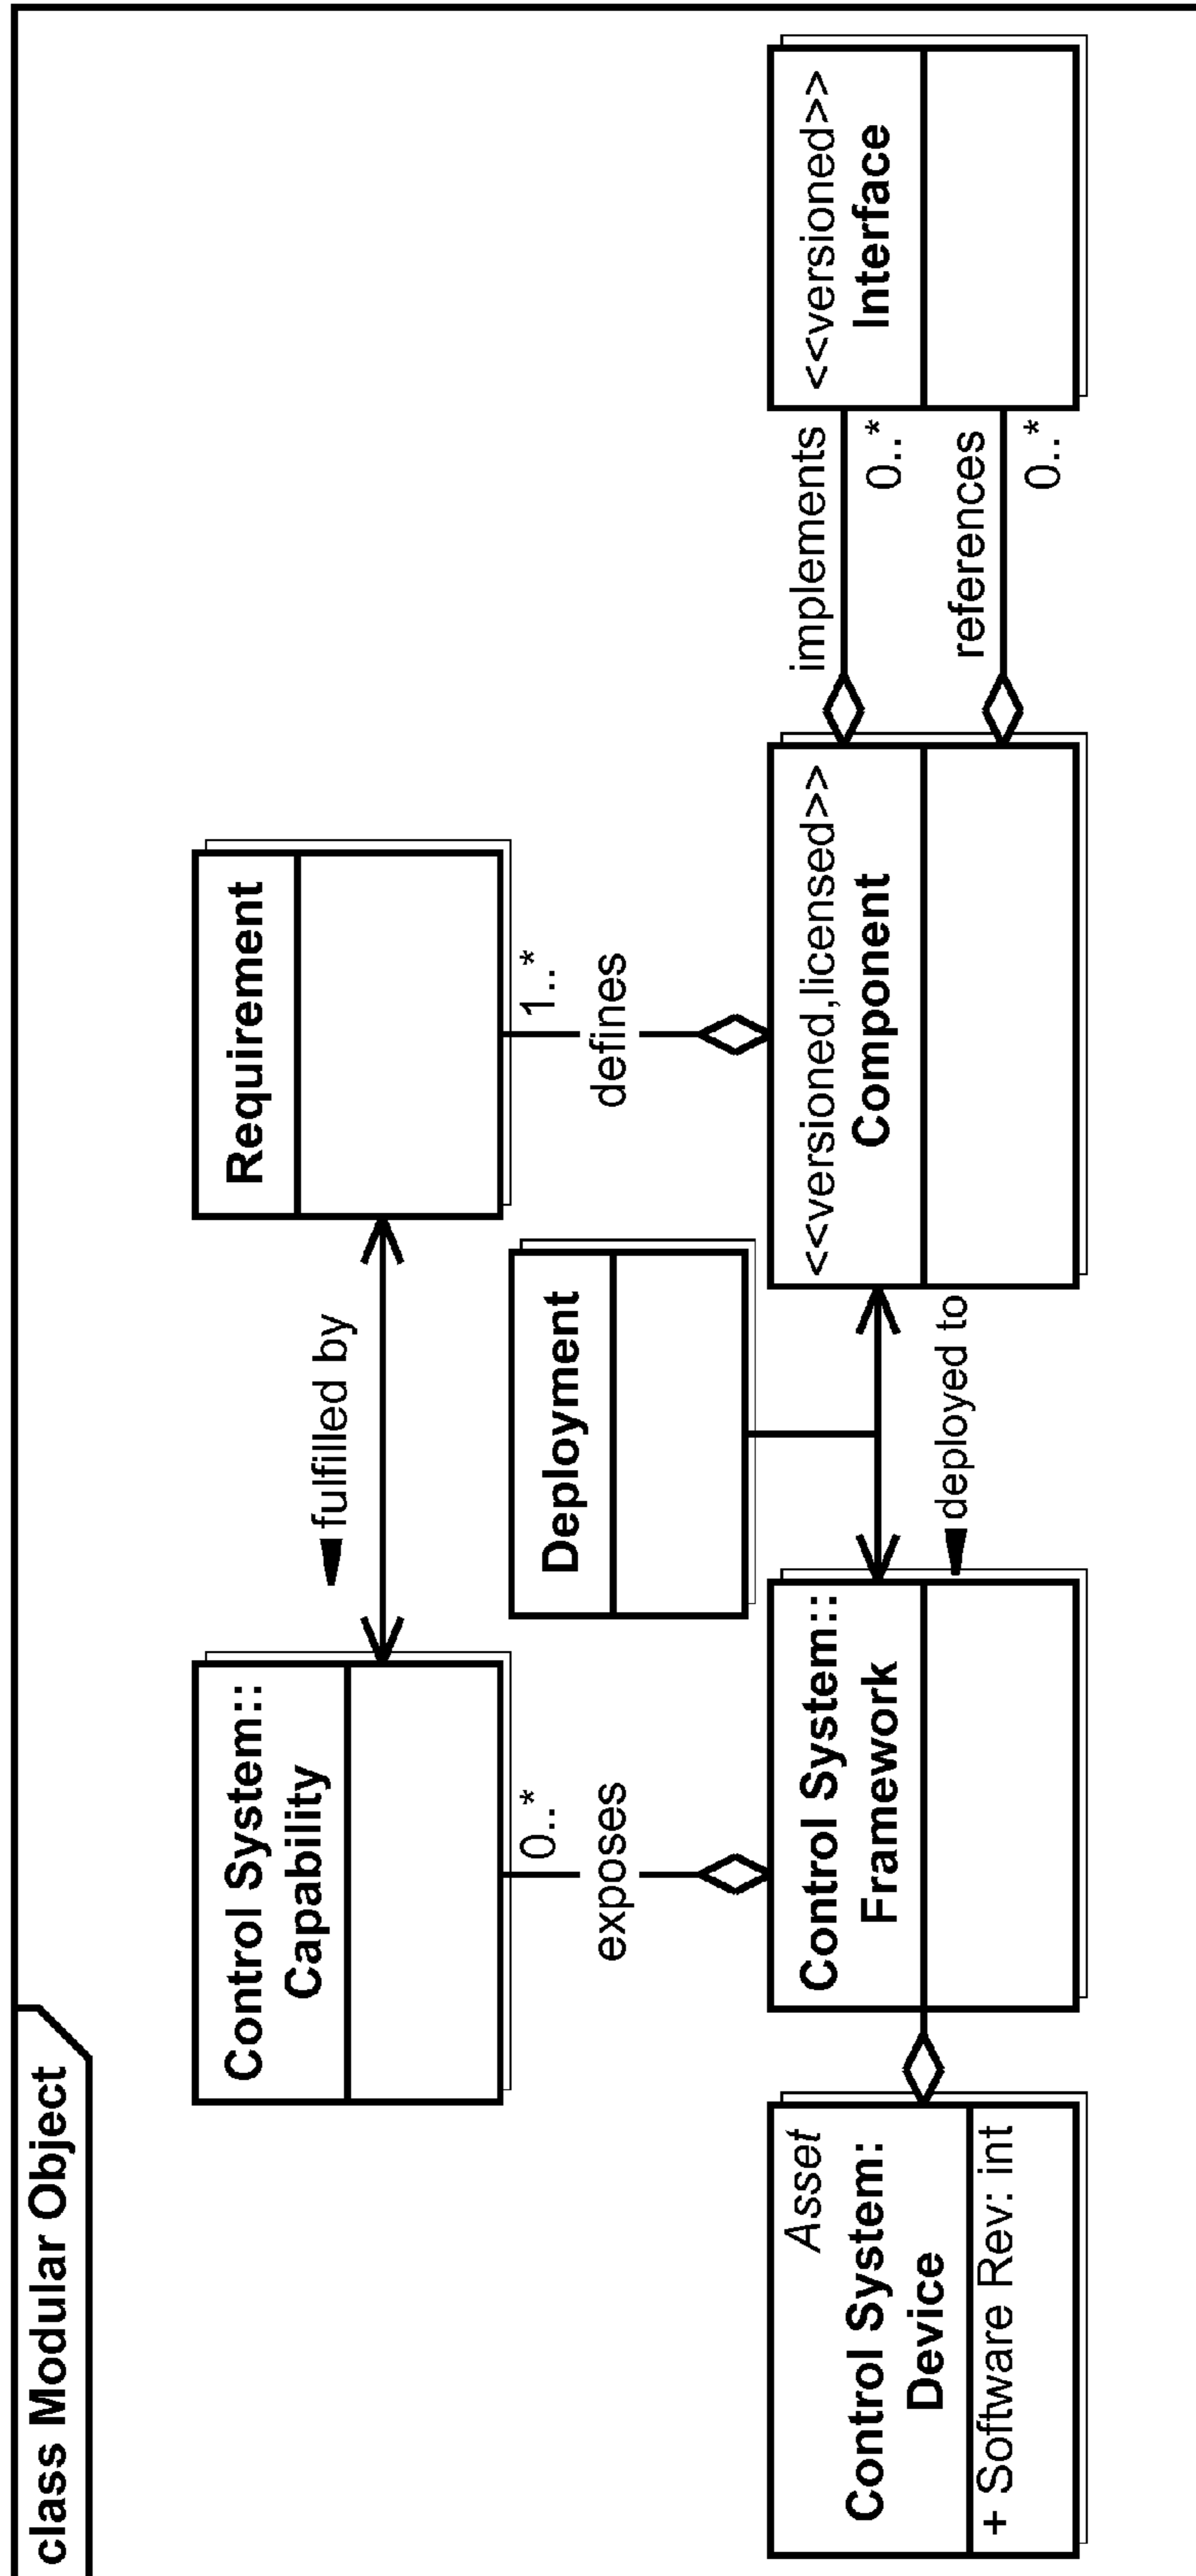 class Modular Object
Control System::
Capability
fulfilled by
Requirement
0..*
exposes
1..*
defines
Deployment
Asset
Control System:
Device
+ Software Rev: int
Control System::
Framework
deployed to
<<versioned,licensed>>
Component
implements
0..*
references
0..*
<<versioned>>
Interface